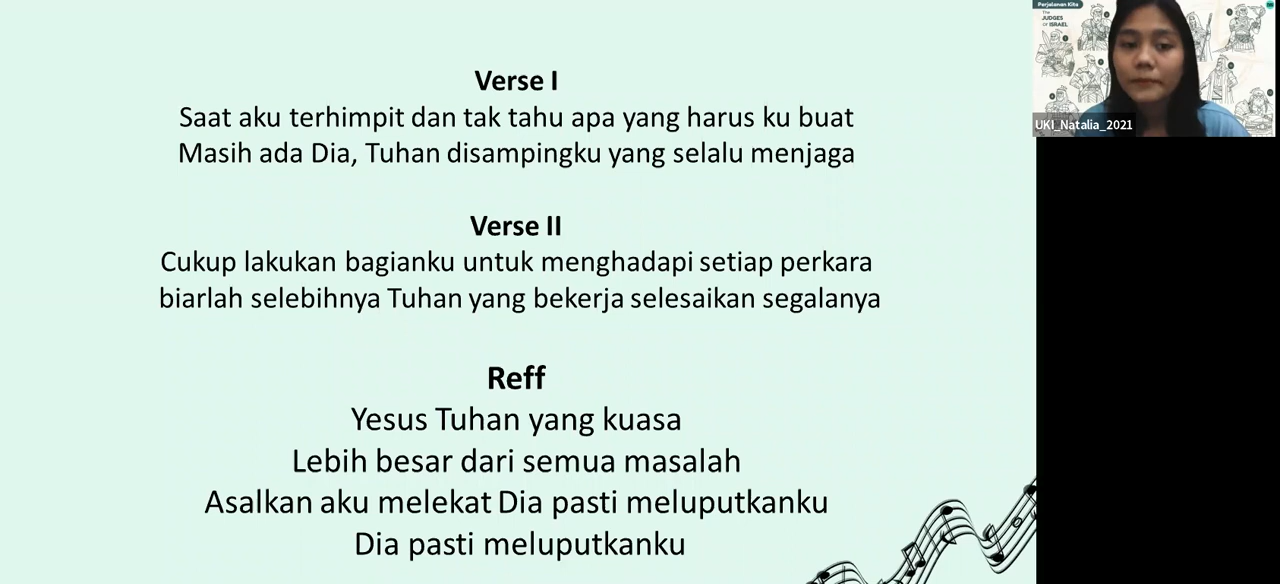 Verse I
Saat aku terhimpit dan tak tahu apa yang harus ku buat
Masih ada Dia, Tuhan disampingku yang selalu menjaga
Verse II
Cukup lakukan bagianku untuk menghadapi setiap perkara
biarlah selebihnya Tuhan yang bekerja selesaikan segalanya
Reff
Yesus Tuhan yang kuasa
Lebih besar dari semua masalah
Asalkan aku melekat Dia pasti meluputkanku
Dia pasti meluputkanku
Perjalanan Kita
The
JUDGES
OF ISRAEL
UKI_Natalia_2021